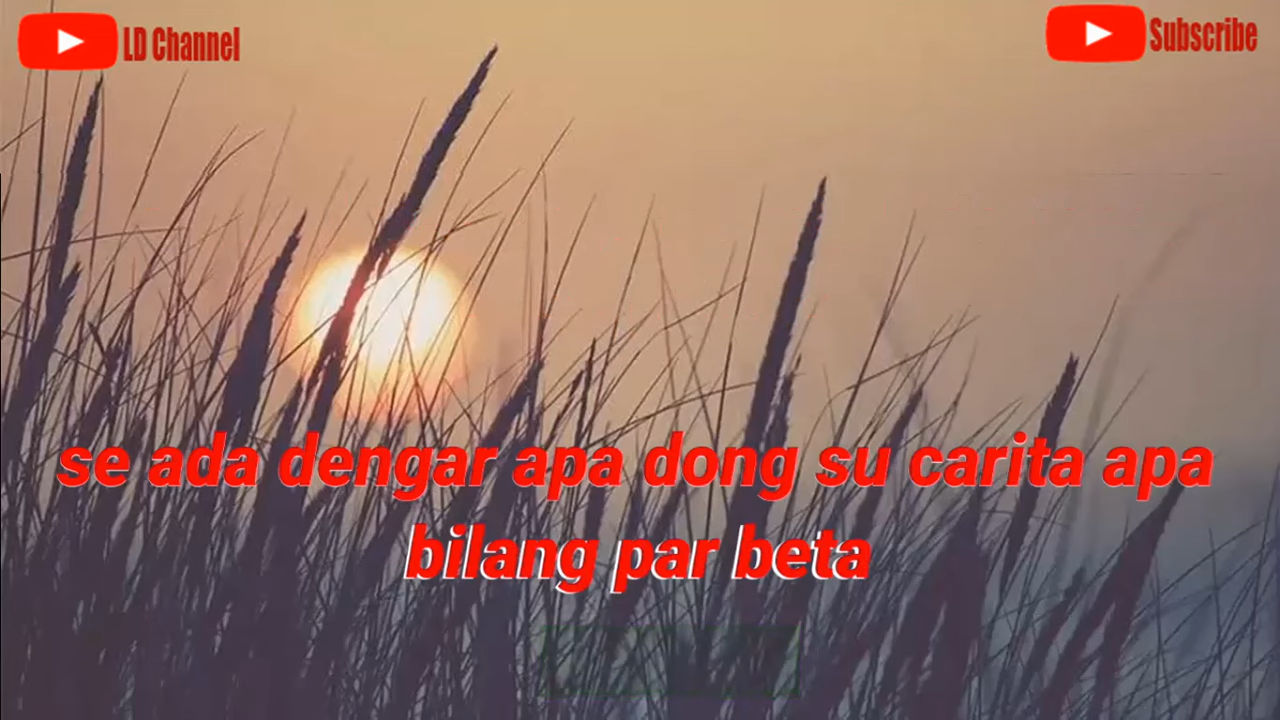 LD Channel
Subscribe
se ada dengar apa dong su carita apa
bilang par beta